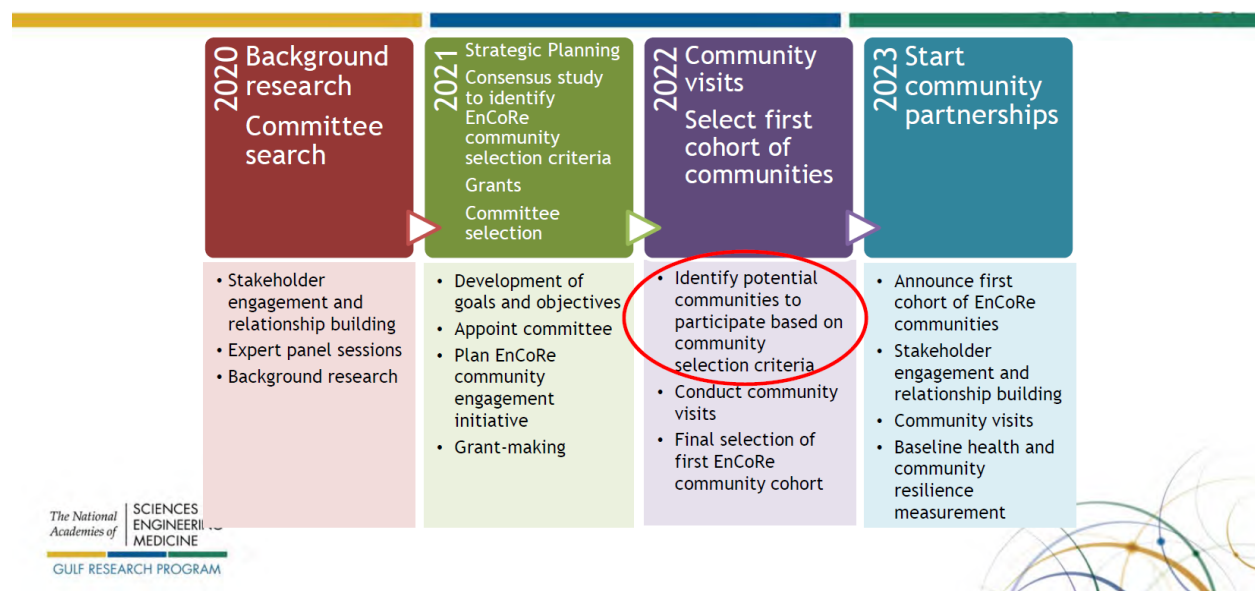 2020
Background
research
Committee
search
• Stakeholder
engagement and
relationship building
• Expert panel sessions
• Background research
2021
Strategic Planning
Consensus study
to identify
EnCoRe
community
selection criteria
Grants
Committee
selection
• Development of
goals and objectives
• Appoint committee
• Plan EnCoRe
community
engagement
initiative
• Grant-making
2022
Community
visits
Select first
cohort of
communities
• Identify potential
communities to
participate based on
community
selection criteria
• Conduct community
visits
• Final selection of
first EnCoRe
community cohort
2023
Start
community
partnerships
• Announce first
cohort of EnCoRe
communities
• Stakeholder
engagement and
relationship building
• Community visits
• Baseline health and
community
resilience
measurement
The National
Academies of
SCIENCES
ENGINEERING
MEDICINE
GULF RESEARCH PROGRAM